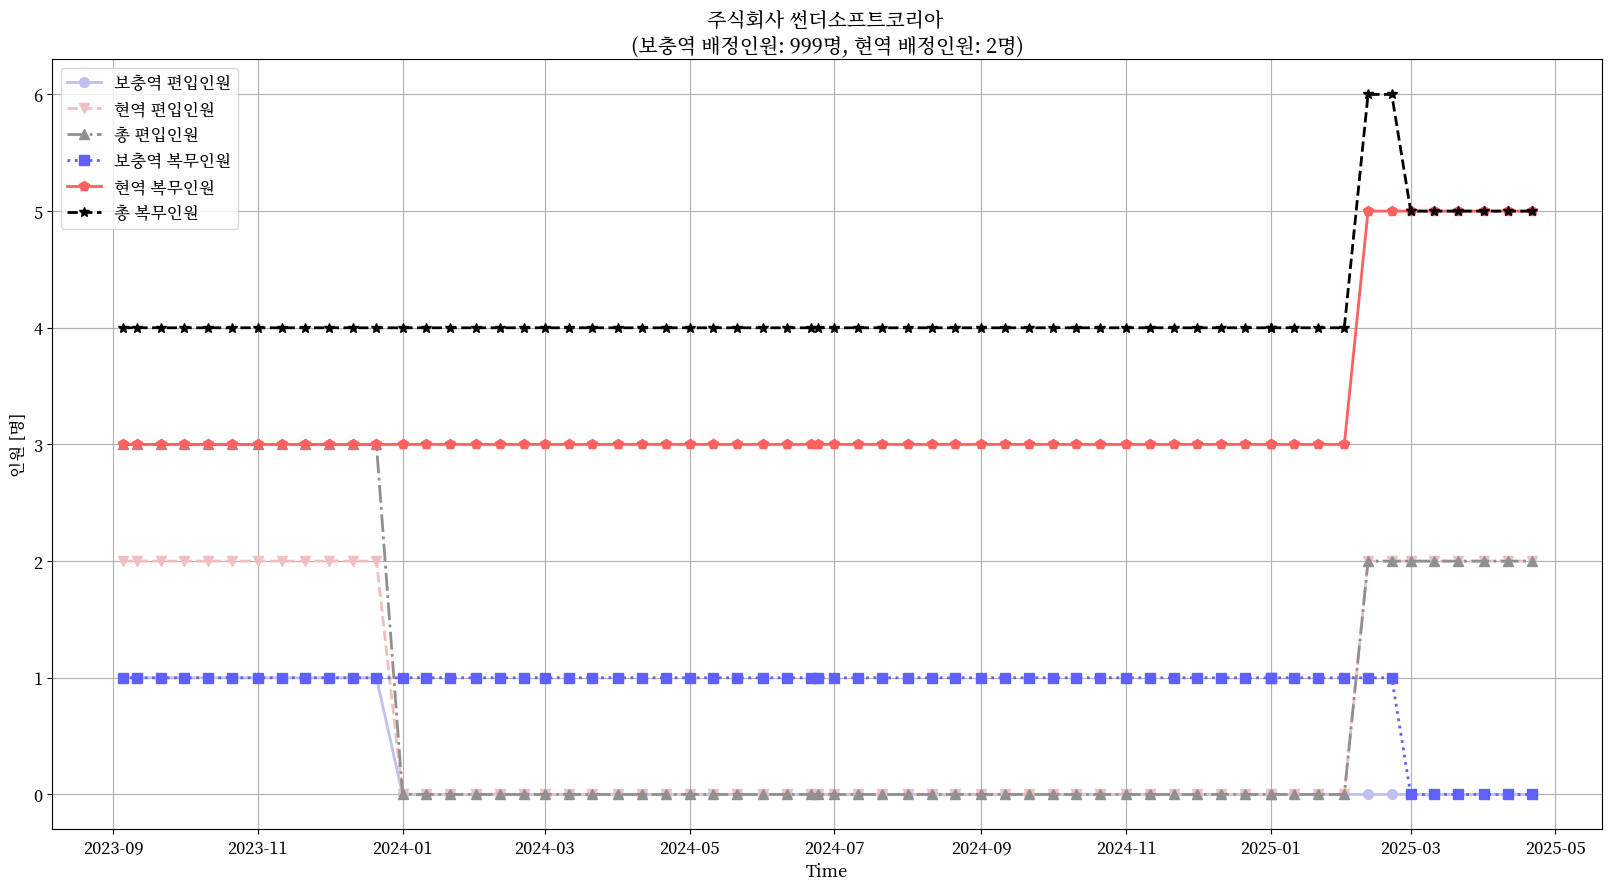 주식회사 썬더소프트코리아
(보충역 배정인원: 999명, 현역 배정인원: 2명)
보충역 편입인원
현역 편입인원
총 편입인원
보충역 복무인원
현역 복무인원
총 복무인원
6
5
4
3
2
1
0
인원 [명]
2023-09 2023-11 2024-01 2024-03 2024-05 2024-07 2024-09 2024-11 2025-01 2025-03 2025-05
Time